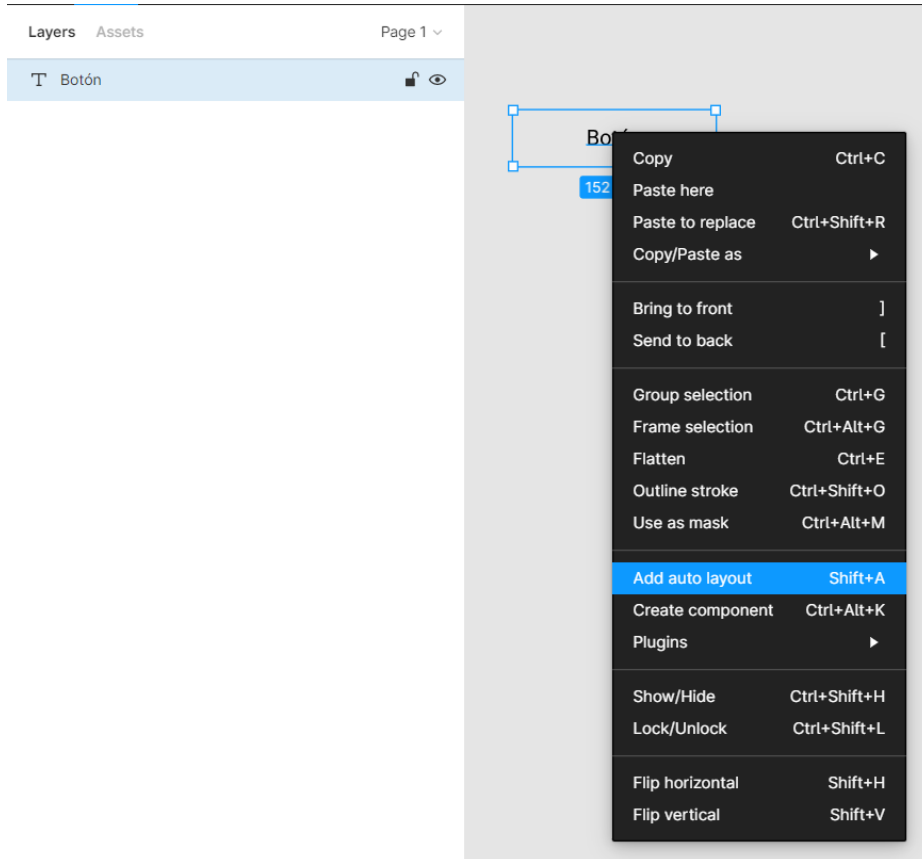 Layers Assets Page 1
T Botón
152
Copy Ctrl+C
Paste here
Paste to replace Ctrl+Shift+R
Copy/Paste as
Bring to front ]
Send to back [
Group selection Ctrl+G
Frame selection Ctrl+Alt+G
Flatten Ctrl+E
Outline stroke Ctrl+Shift+O
Use as mask Ctrl+Alt+M
Add auto layout Shift+A
Create component Ctrl+Alt+K
Plugins
Show/Hide Ctrl+Shift+H
Lock/Unlock Ctrl+Shift+L
Flip horizontal Shift+H
Flip vertical Shift+V